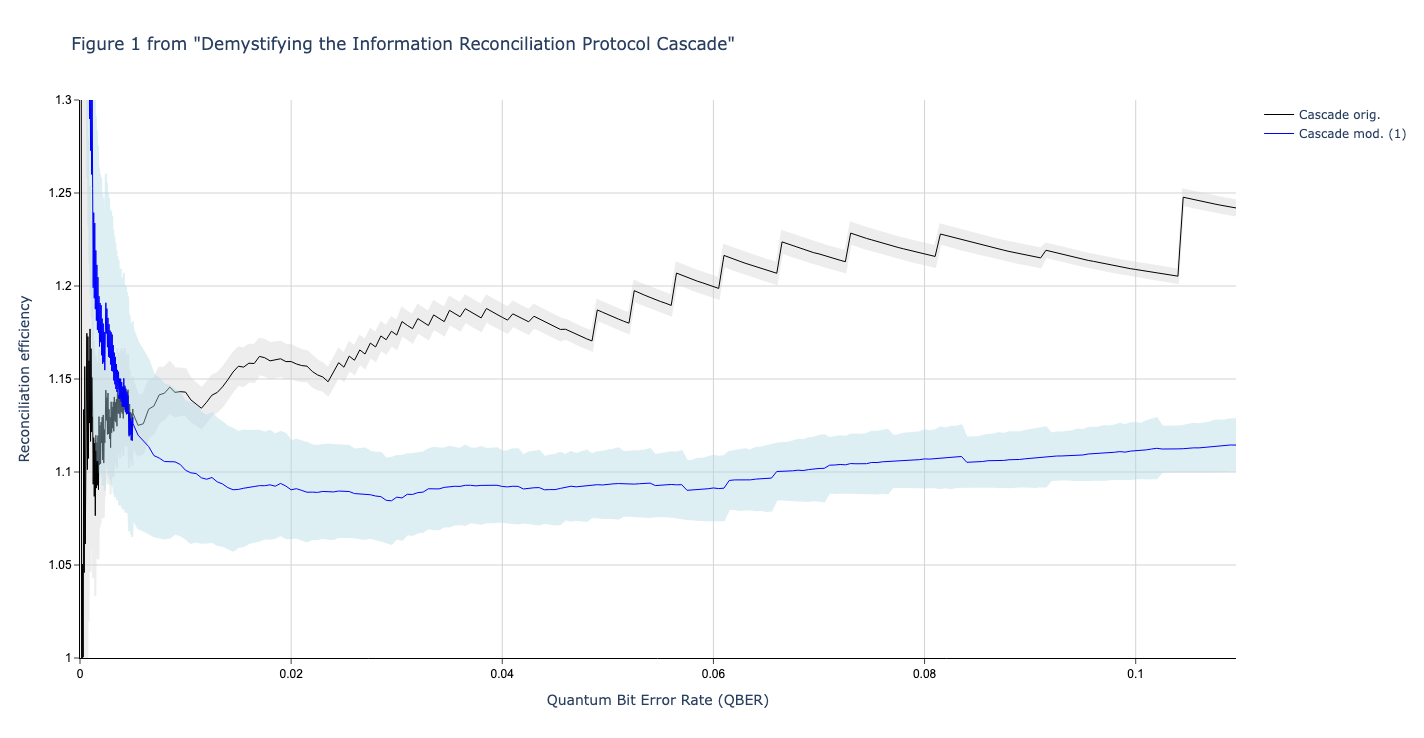 Figure 1 from "Demystifying the Information Reconciliation Protocol Cascade"
1.3
1.25
1.2
1.15
1.1
1.05
1
Reconciliation efficiency
0
0.02
0.04
0.06
0.08
0.1
Quantum Bit Error Rate (QBER)
Cascade orig.
Cascade mod. (1)